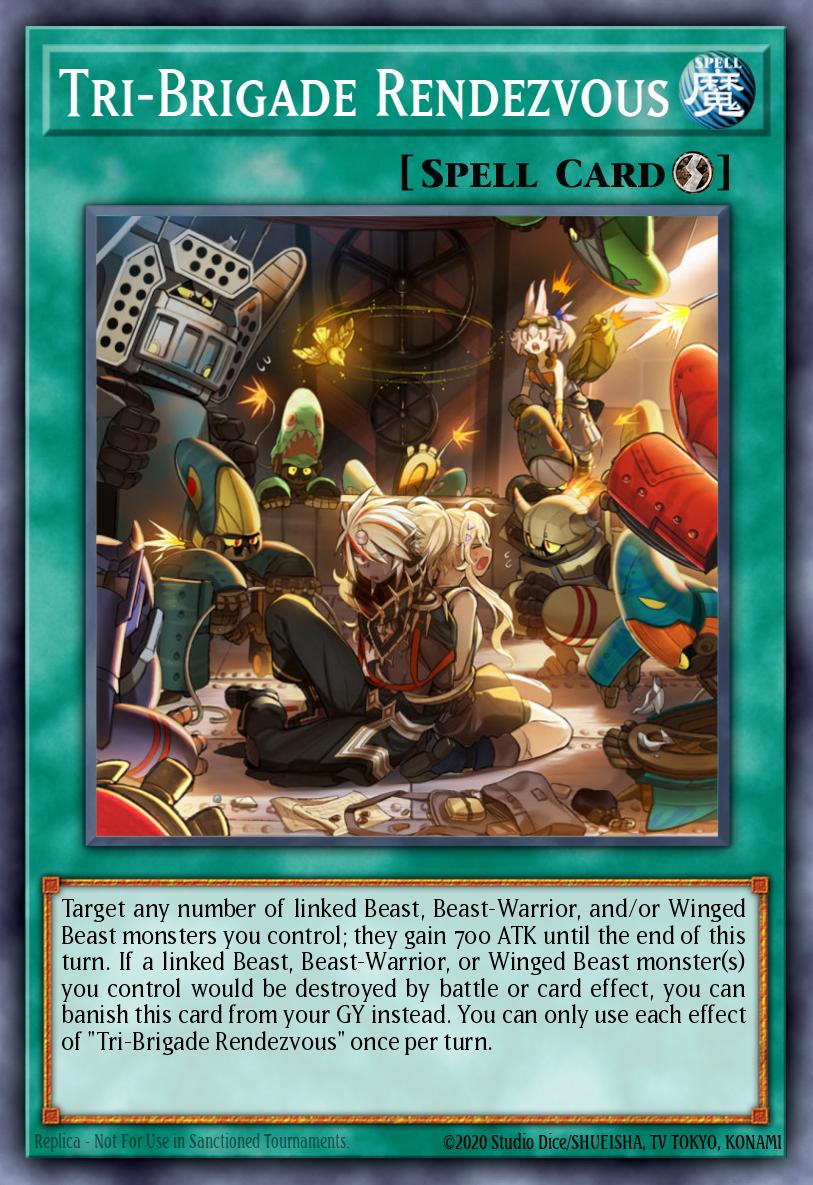 Tri-Brigade Rendezvous
SPELL
魔
[Spell Card]
Target any number of linked Beast, Beast-Warrior, and/or Winged
Beast monsters you control; they gain 700 ATK until the end of this
turn. If a linked Beast, Beast-Warrior, or Winged Beast monster(s)
you control would be destroyed by battle or card effect, you can
banish this card from your GY instead. You can only use each effect
of "Tri-Brigade Rendezvous" once per turn.
Replica - Not For Use in Sanctioned Tournaments.
©2020 Studio Dice/SHUEISHA, TV TOKYO, KONAMI